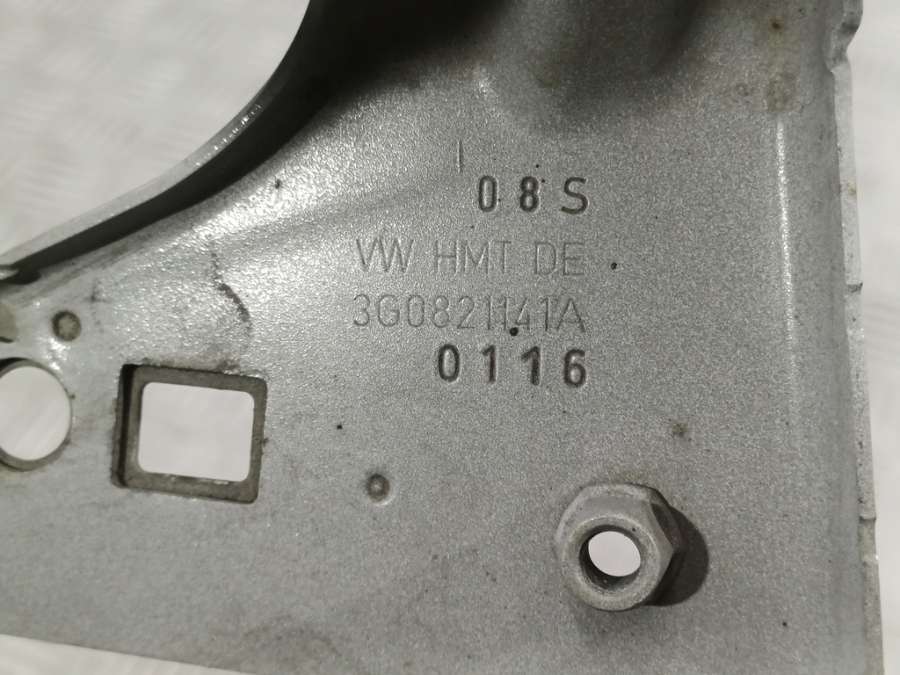 08S
VW HMT DE
3G0821141A
0116